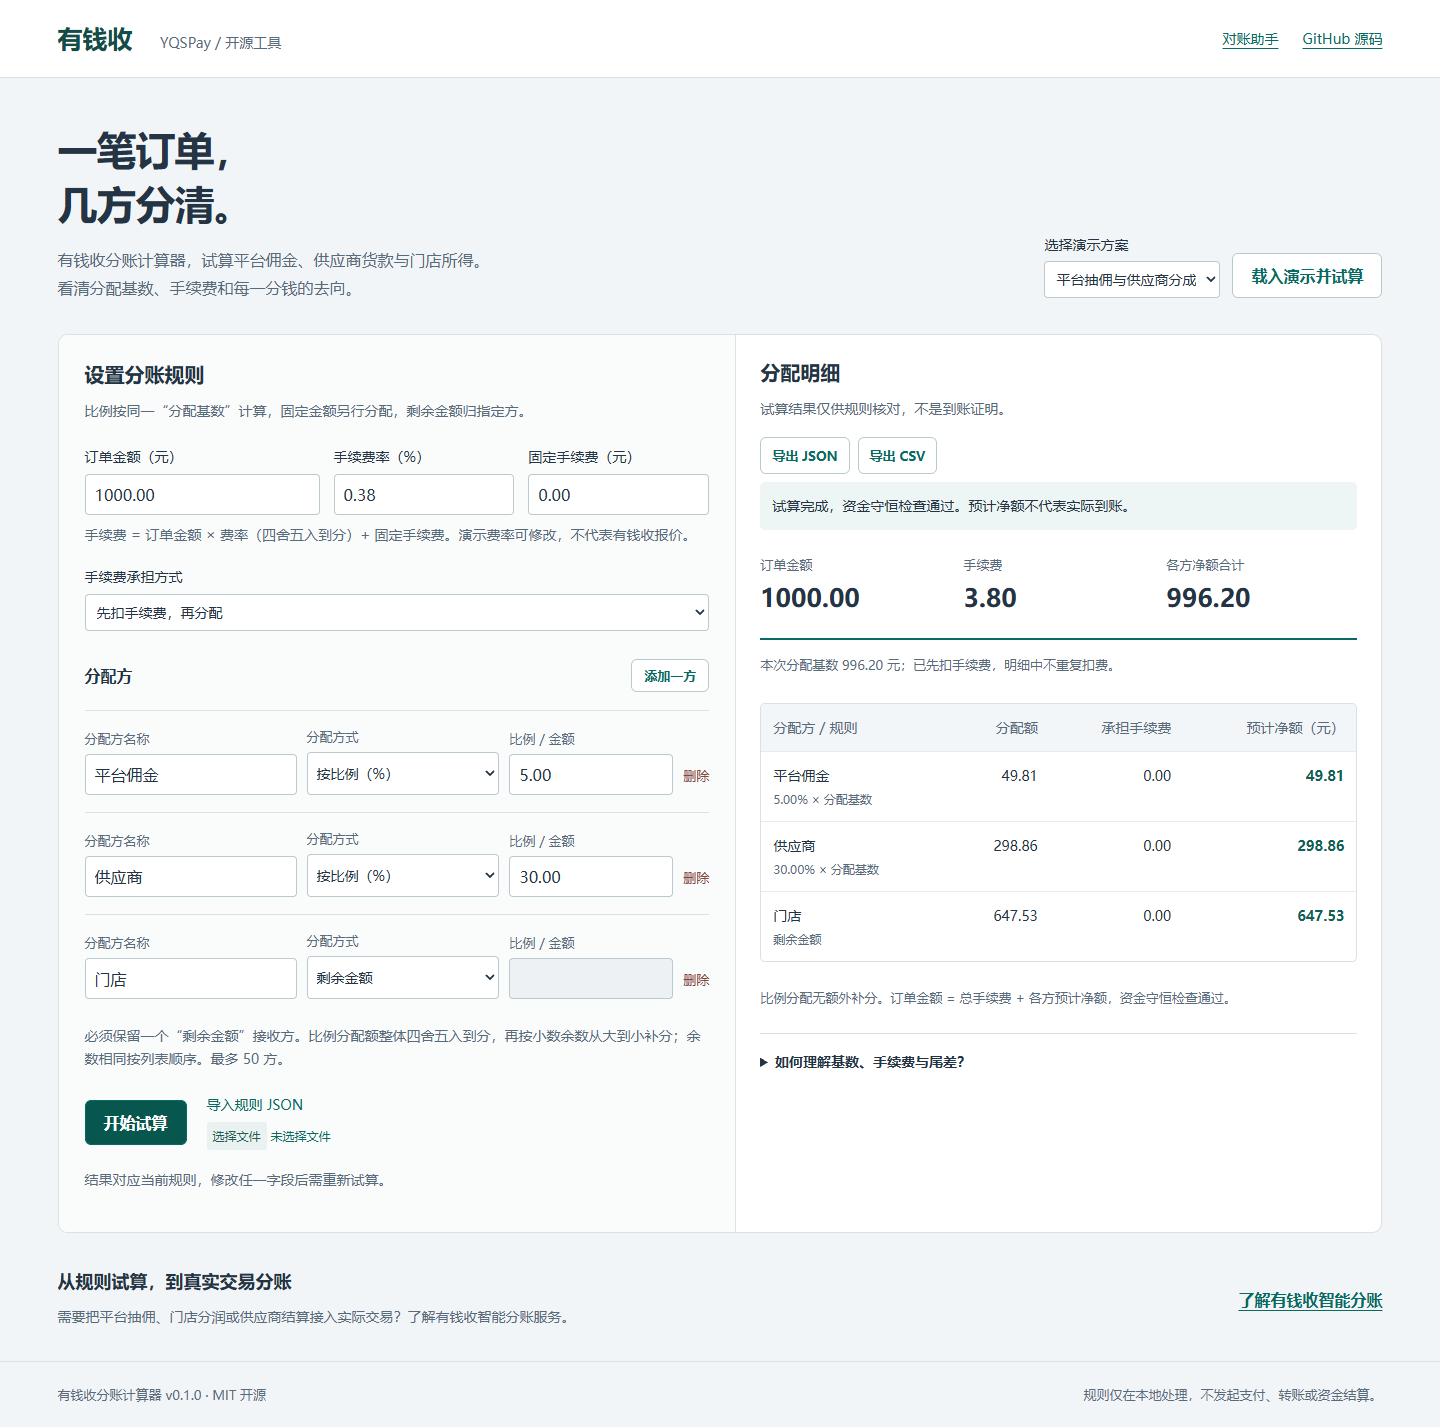 有钱收 YQSPay / 开源工具 对账助手 GitHub 源码
一笔订单，
几方分清。
有钱收分账计算器，试算平台佣金、供应商货款与门店所得。
看清分配基数、手续费和每一分钱的去向。
选择演示方案
平台抽佣与供应商分成 载入演示并试算
设置分账规则
比例按同一“分配基数”计算，固定金额另行分配，剩余金额归指定方。
订单金额（元） 手续费率（%） 固定手续费（元）
1000.00 0.38 0.00
手续费 = 订单金额 × 费率（四舍五入到分）+ 固定手续费。演示费率可修改，不代表有钱收报价。
手续费承担方式
先扣手续费，再分配
分配方 添加一方
分配方名称 分配方式 比例 / 金额
平台佣金 按比例（%） 5.00 删除
分配方名称 分配方式 比例 / 金额
供应商 按比例（%） 30.00 删除
分配方名称 分配方式 比例 / 金额
门店 剩余金额 删除
必须保留一个“剩余金额”接收方。比例分配额整体四舍五入到分，再按小数余数从大到小补分；余
数相同按列表顺序。最多 50 方。
开始试算 导入规则 JSON
选择文件 未选择文件
结果对应当前规则，修改任一字段后需重新试算。
分配明细
试算结果仅供规则核对，不是到账证明。
导出 JSON 导出 CSV
试算完成，资金守恒检查通过。预计净额不代表实际到账。
订单金额 手续费 各方净额合计
1000.00 3.80 996.20
本次分配基数 996.20 元；已先扣手续费，明细中不重复扣费。
分配方 / 规则 分配额 承担手续费 预计净额（元）
平台佣金 49.81 0.00 49.81
5.00% × 分配基数
供应商 298.86 0.00 298.86
30.00% × 分配基数
门店 647.53 0.00 647.53
剩余金额
比例分配无额外补分。订单金额 = 总手续费 + 各方预计净额，资金守恒检查通过。
▶ 如何理解基数、手续费与尾差？
从规则试算，到真实交易分账
需要把平台抽佣、门店分润或供应商结算接入实际交易？了解有钱收智能分账服务。
了解有钱收智能分账
有钱收分账计算器 v0.1.0 · MIT 开源 规则仅在本地处理，不发起支付、转账或资金结算。